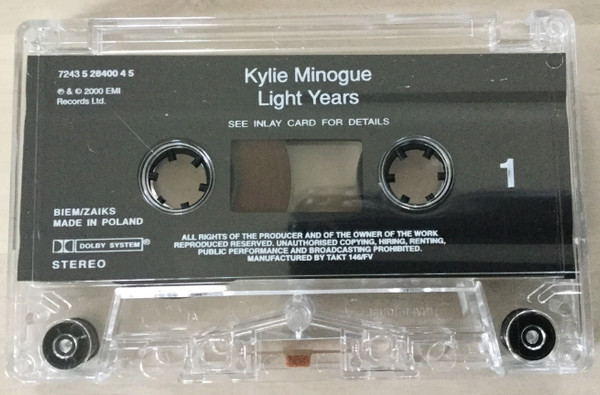 7243 5 28400 4 5
℗ & © 2000 EMI
Records Ltd.
Kylie Minogue
Light Years
SEE INLAY CARD FOR DETAILS
1
BIEM/ZAIKS
MADE IN POLAND
DOLBY SYSTEM®
STEREO
ALL RIGHTS OF THE PRODUCER AND OF THE OWNER OF THE WORK
REPRODUCED RESERVED. UNAUTHORISED COPYING, HIRING, RENTING,
PUBLIC PERFORMANCE AND BROADCASTING PROHIBITED.
MANUFACTURED BY TAKT 146/FV